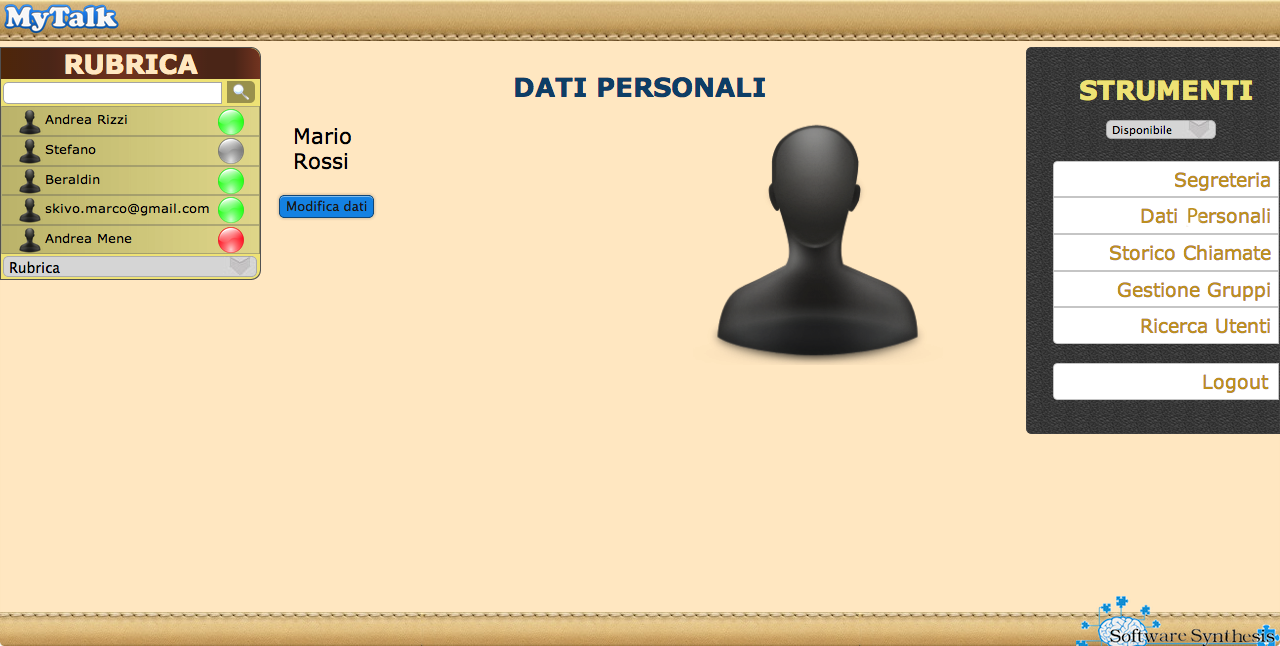 MyTalk
RUBRICA
Andrea Rizzi
Stefano
Beraldin
skivo.marco@gmail.com
Andrea Mene
Rubrica
DATI PERSONALI
Mario
Rossi
Modifica dati
STRUMENTI
Disponibile
Segreteria
Dati Personali
Storico Chiamate
Gestione Gruppi
Ricerca Utenti
Logout
Software Synthesis